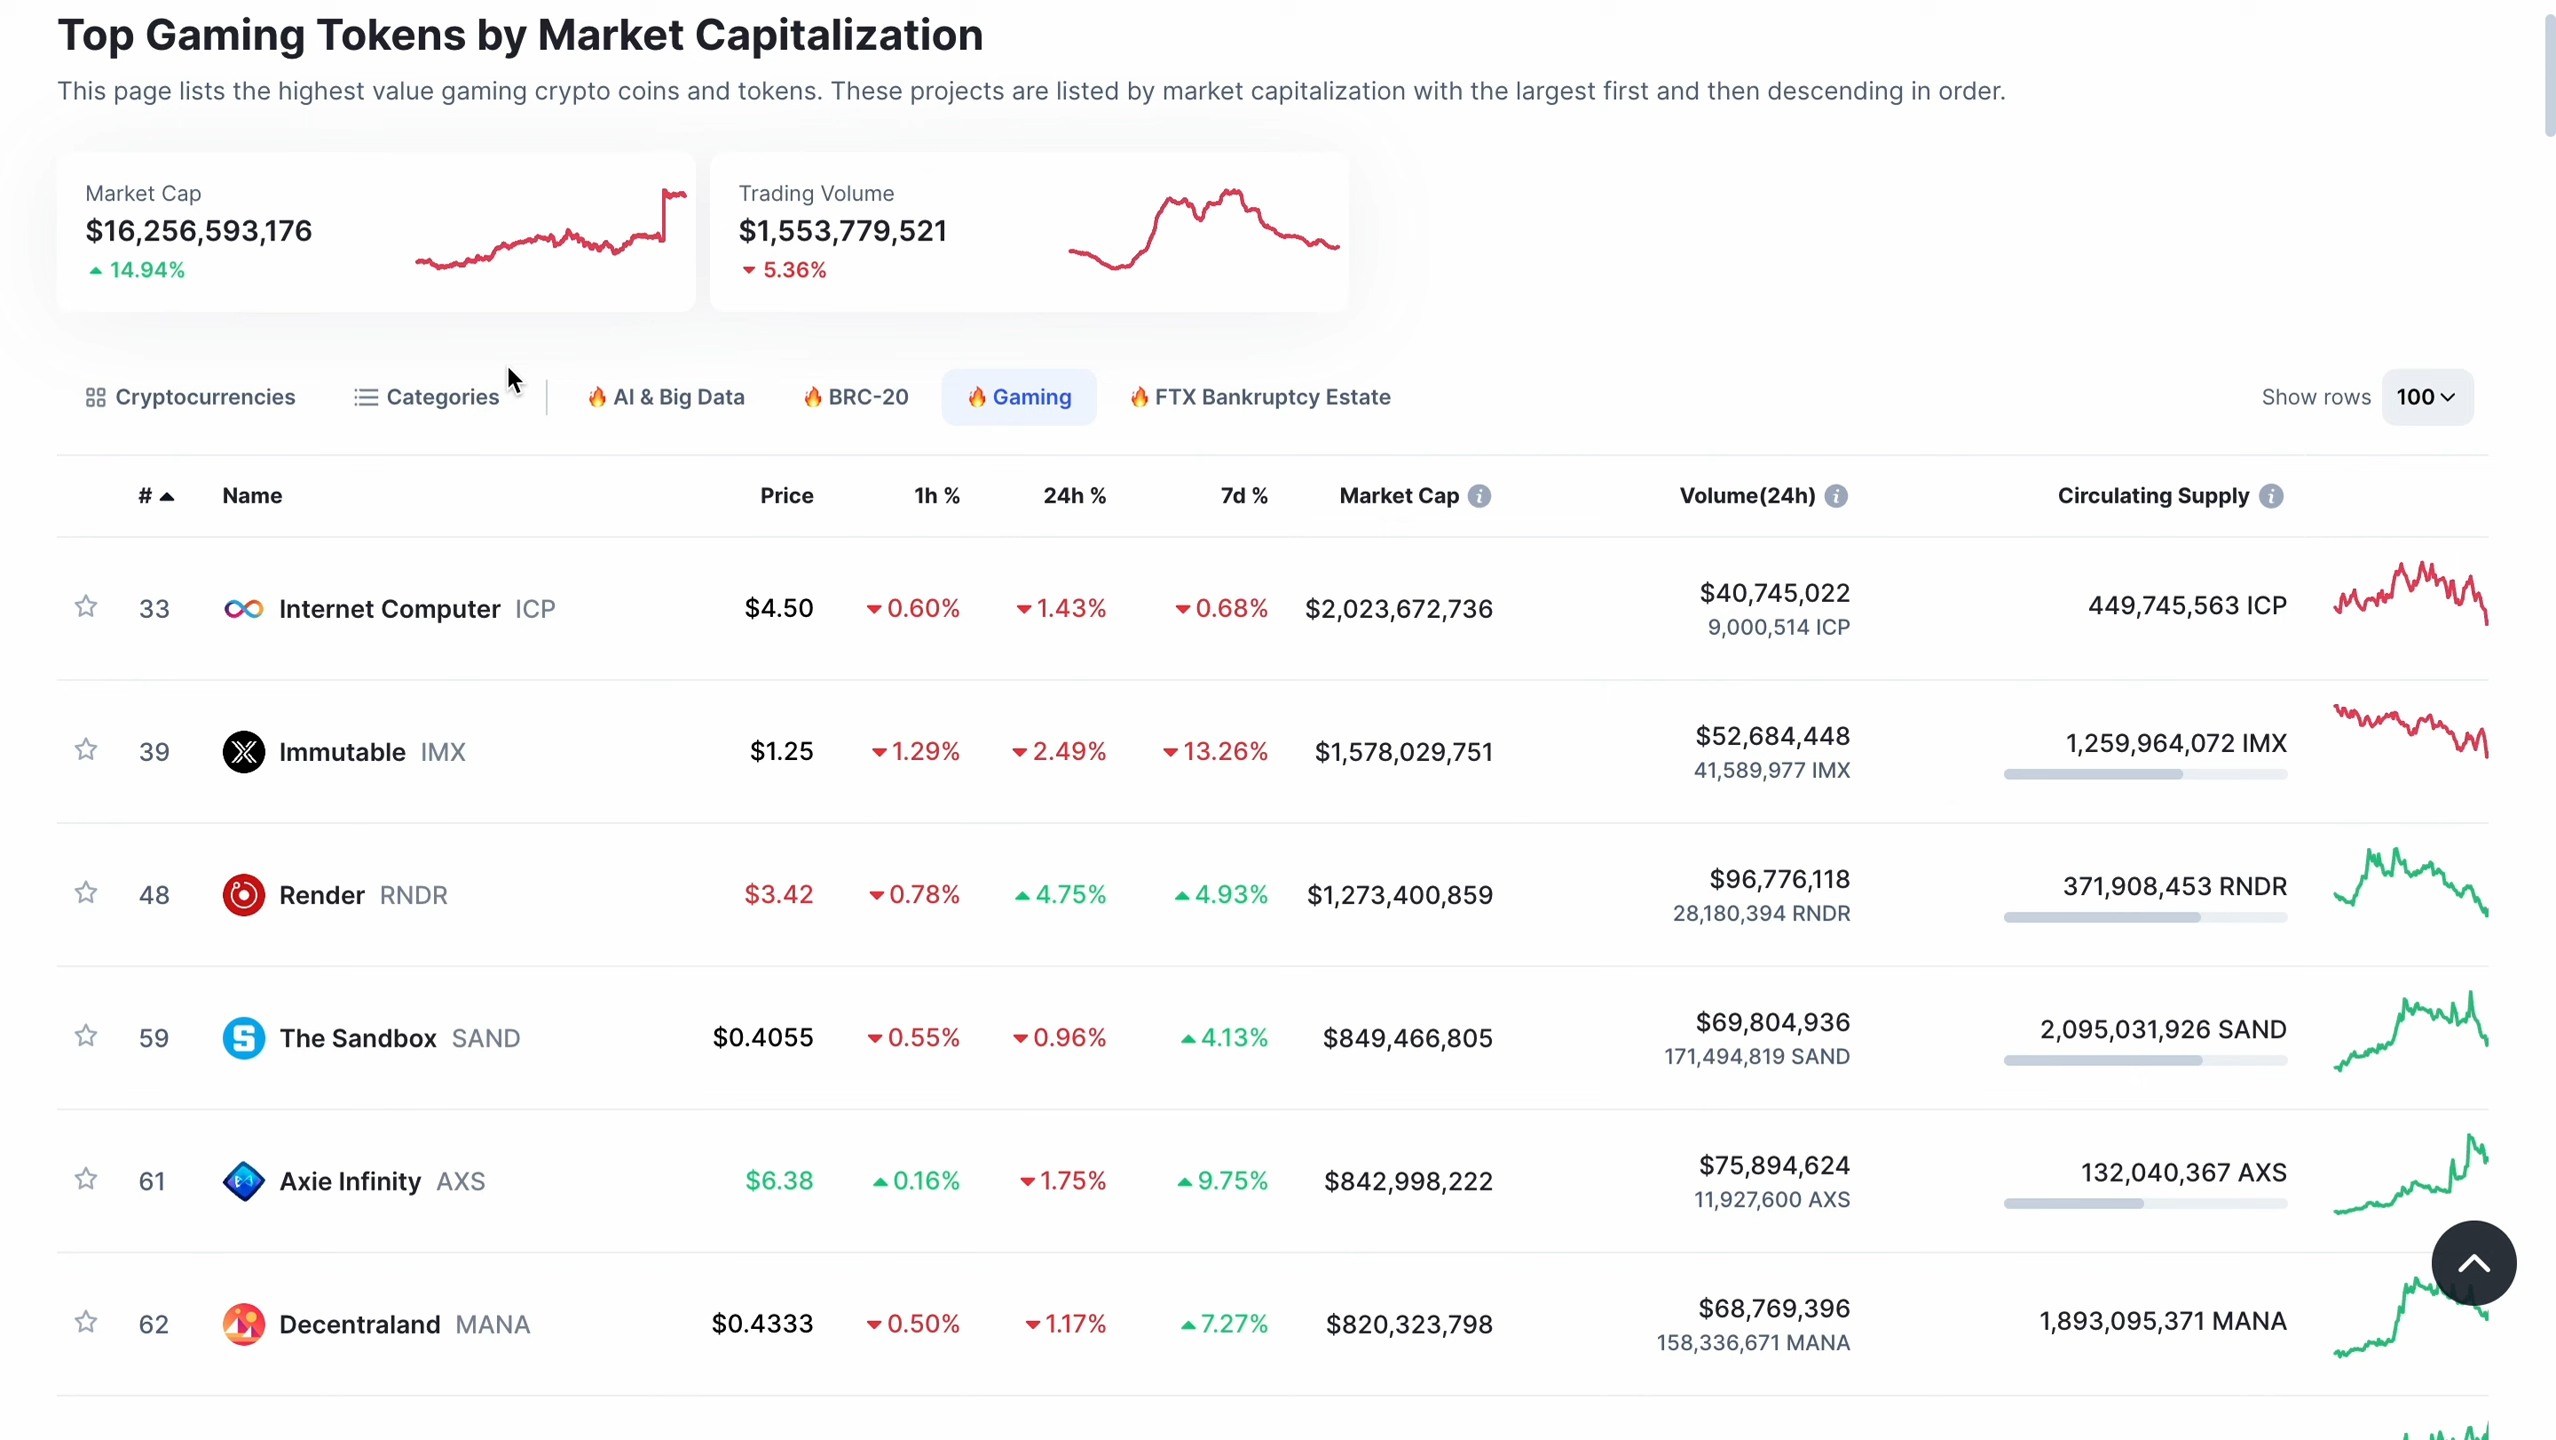 Top Gaming Tokens by Market Capitalization
This page lists the highest value gaming crypto coins and tokens. These projects are listed by market capitalization with the largest first and then descending in order.
Market Cap
$16,256,593,176
14.94%
Trading Volume
$1,553,779,521
5.36%
Cryptocurrencies Categories AI & Big Data BRC-20 Gaming FTX Bankruptcy Estate Show rows 100
# Name Price 1h % 24h % 7d % Market Cap Volume(24h) Circulating Supply
33 Internet Computer ICP $4.50 0.60% 1.43% 0.68% $2,023,672,736 $40,745,022 449,745,563 ICP
9,000,514 ICP
39 Immutable IMX $1.25 1.29% 2.49% 13.26% $1,578,029,751 $52,684,448 1,259,964,072 IMX
41,589,977 IMX
48 Render RNDR $3.42 0.78% 4.75% 4.93% $1,273,400,859 $96,776,118 371,908,453 RNDR
28,180,394 RNDR
59 The Sandbox SAND $0.4055 0.55% 0.96% 4.13% $849,466,805 $69,804,936 2,095,031,926 SAND
171,494,819 SAND
61 Axie Infinity AXS $6.38 0.16% 1.75% 9.75% $842,998,222 $75,894,624 132,040,367 AXS
11,927,600 AXS
62 Decentraland MANA $0.4333 0.50% 1.17% 7.27% $820,323,798 $68,769,396 1,893,095,371 MANA
158,336,671 MANA